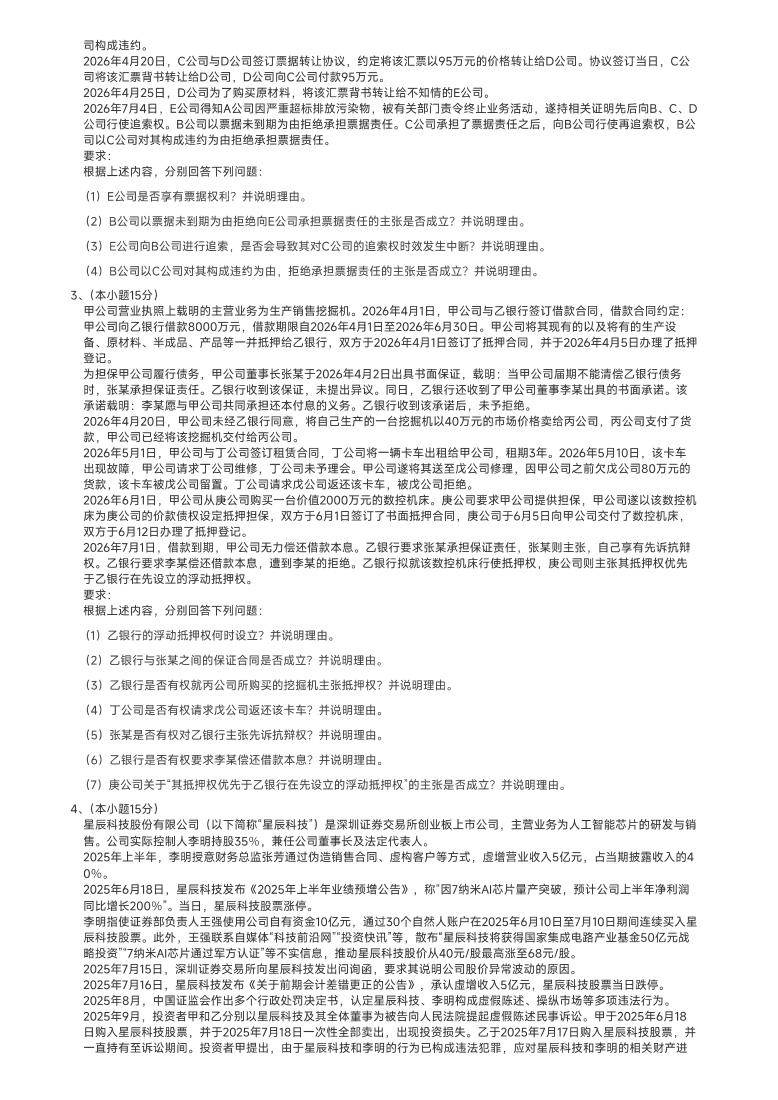 司构成违约。
2026年4月20日，C公司与D公司签订票据转让协议，约定将该汇票以95万元的价格转让给D公司。协议签订当日，C公
司将该汇票背书转让给D公司，D公司向C公司付款95万元。
2026年4月25日，D公司为了购买原材料，将该汇票背书转让给不知情的E公司。
2026年7月4日，E公司得知A公司因严重超标排放污染物，被有关部门责令终止业务活动，遂持相关证明先后向B、C、D
公司行使追索权。B公司以票据未到期为由拒绝承担票据责任。C公司承担了票据责任之后，向B公司行使再追索权，B公
司以C公司对其构成违约为由拒绝承担票据责任。
要求：
根据上述内容，分别回答下列问题：
（1）E公司是否享有票据权利？并说明理由。
（2）B公司以票据未到期为由拒绝向E公司承担票据责任的主张是否成立？并说明理由。
（3）E公司向B公司进行追索，是否会导致其对C公司的追索权时效发生中断？并说明理由。
（4）B公司以C公司对其构成违约为由，拒绝承担票据责任的主张是否成立？并说明理由。
3、（本小题15分）
甲公司营业执照上载明的主营业务为生产销售挖掘机。2026年4月1日，甲公司与乙银行签订借款合同，借款合同约定：
甲公司向乙银行借款8000万元，借款期限自2026年4月1日至2026年6月30日。甲公司将其现有的以及将有的生产设
备、原材料、半成品、产品等一并抵押给乙银行，双方于2026年4月1日签订了抵押合同，并于2026年4月5日办理了抵押
登记。
为担保甲公司履行债务，甲公司董事长张某于2026年4月2日出具书面保证，载明：当甲公司届期不能清偿乙银行债务
时，张某承担保证责任。乙银行收到该保证，未提出异议。同日，乙银行还收到了甲公司董事李某出具的书面承诺。该
承诺载明：李某愿与甲公司共同承担还本付息的义务。乙银行收到该承诺后，未予拒绝。
2026年4月20日，甲公司未经乙银行同意，将自己生产的一台挖掘机以40万元的市场价格卖给丙公司，丙公司支付了货
款，甲公司已经将该挖掘机交付给丙公司。
2026年5月1日，甲公司与丁公司签订租赁合同，丁公司将一辆卡车出租给甲公司，租期3年。2026年5月10日，该卡车
出现故障，甲公司请求丁公司维修，丁公司未予理会。甲公司遂将其送至戊公司修理，因甲公司之前欠戊公司80万元的
货款，该卡车被戊公司留置。丁公司请求戊公司返还该卡车，被戊公司拒绝。
2026年6月1日，甲公司从庚公司购买一台价值2000万元的数控机床。庚公司要求甲公司提供担保，甲公司遂以该数控机
床为庚公司的价款债权设定抵押担保，双方于6月1日签订了书面抵押合同，庚公司于6月5日向甲公司交付了数控机床，
双方于6月12日办理了抵押登记。
2026年7月1日，借款到期，甲公司无力偿还借款本息。乙银行要求张某承担保证责任，张某则主张，自己享有先诉抗辩
权。乙银行要求李某偿还借款本息，遭到李某的拒绝。乙银行拟就该数控机床行使抵押权，庚公司则主张其抵押权优先
于乙银行在先设立的浮动抵押权。
要求：
根据上述内容，分别回答下列问题：
（1）乙银行的浮动抵押权何时设立？并说明理由。
（2）乙银行与张某之间的保证合同是否成立？并说明理由。
（3）乙银行是否有权就丙公司所购买的挖掘机主张抵押权？并说明理由。
（4）丁公司是否有权请求戊公司返还该卡车？并说明理由。
（5）张某是否有权对乙银行主张先诉抗辩权？并说明理由。
（6）乙银行是否有权要求李某偿还借款本息？并说明理由。
（7）庚公司关于“其抵押权优先于乙银行在先设立的浮动抵押权”的主张是否成立？并说明理由。
4、（本小题15分）
星辰科技股份有限公司（以下简称“星辰科技”）是深圳证券交易所创业板上市公司，主营业务为人工智能芯片的研发与销
售。公司实际控制人李明持股35%，兼任公司董事长及法定代表人。
2025年上半年，李明授意财务总监张芳通过伪造销售合同、虚构客户等方式，虚增营业收入5亿元，占当期披露收入的4
0%。
2025年6月18日，星辰科技发布《2025年上半年业绩预增公告》，称“因7纳米AI芯片量产突破，预计公司上半年净利润
同比增长200%”。当日，星辰科技股票涨停。
李明指使证券部负责人王强使用公司自有资金10亿元，通过30个自然人账户在2025年6月10日至7月10日期间连续买入星
辰科技股票。此外，王强联系自媒体“科技前沿网”“投资快讯”等，散布“星辰科技将获得国家集成电路产业基金50亿元战
略投资”“7纳米AI芯片通过军方认证”等不实信息，推动星辰科技股价从40元/股最高涨至68元/股。
2025年7月15日，深圳证券交易所向星辰科技发出问询函，要求其说明公司股价异常波动的原因。
2025年7月16日，星辰科技发布《关于前期会计差错更正的公告》，承认虚增收入5亿元，星辰科技股票当日跌停。
2025年8月，中国证监会作出多个行政处罚决定书，认定星辰科技、李明构成虚假陈述、操纵市场等多项违法行为。
2025年9月，投资者甲和乙分别以星辰科技及其全体董事为被告向人民法院提起虚假陈述民事诉讼。甲于2025年6月18
日购入星辰科技股票，并于2025年7月18日一次性全部卖出，出现投资损失。乙于2025年7月17日购入星辰科技股票，并
一直持有至诉讼期间。投资者甲提出，由于星辰科技和李明的行为已构成违法犯罪，应对星辰科技和李明的相关财产进